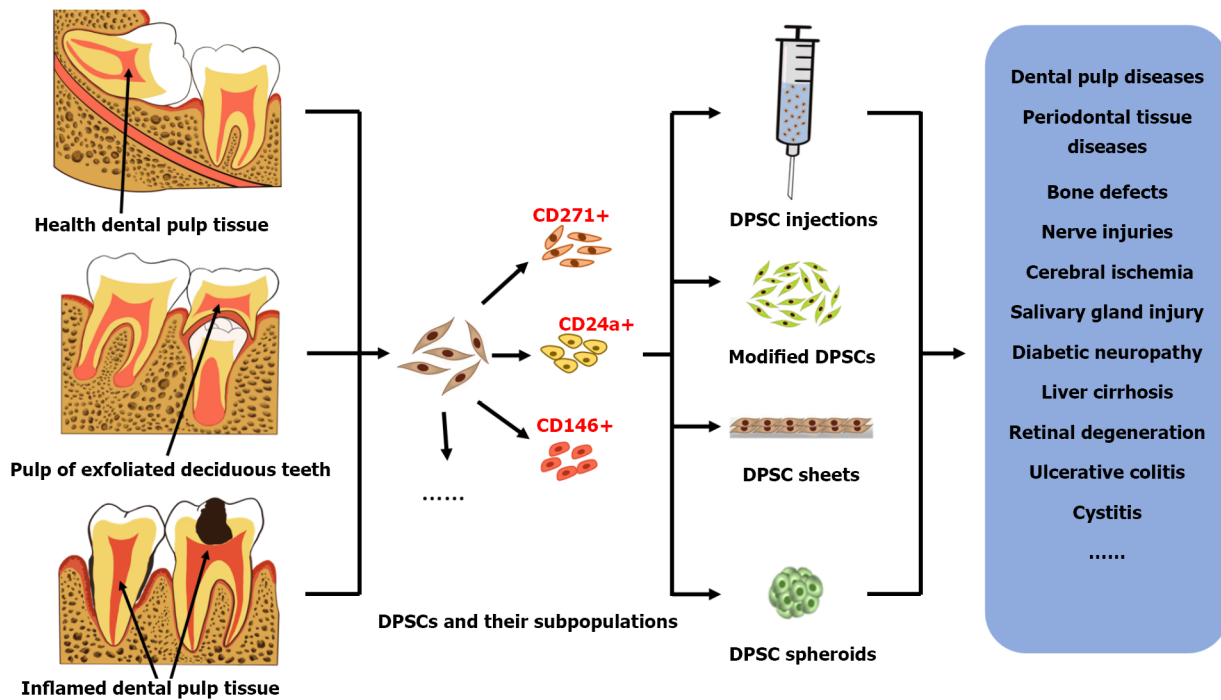 Health dental pulp tissue
Pulp of exfoliated deciduous teeth
Inflamed dental pulp tissue
CD271+
CD24a+
CD146+
......
DPSCs and their subpopulations
DPSC injections
Modified DPSCs
DPSC sheets
DPSC spheroids
Dental pulp diseases
Periodontal tissue
diseases
Bone defects
Nerve injuries
Cerebral ischemia
Salivary gland injury
Diabetic neuropathy
Liver cirrhosis
Retinal degeneration
Ulcerative colitis
Cystitis
......